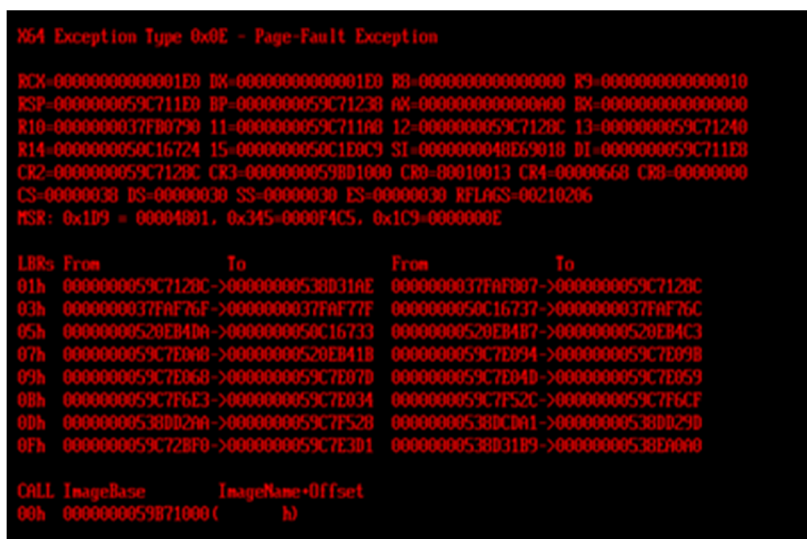 X64 Exception Type 0x0E - Page-Fault Exception
RCX=00000000000001E0 DX=00000000000001E0 R8=0000000000000000 R9=0000000000000010
RSP=0000000059C711E0 BP=0000000059C71238 AX=0000000000000A00 BX=0000000000000000
R10=0000000037FB0790 11=0000000059C711A8 12=0000000059C7128C 13=0000000059C71240
R14=0000000050C16724 15=0000000050C1E0C9 SI=0000000048E69018 DI=0000000059C711E8
CR2=0000000059C7128C CR3=0000000059BD1000 CR0=80010013 CR4=00000668 CR8=00000000
CS=00000038 DS=00000030 SS=00000030 ES=00000030 RFLAGS=00210206
MSR: 0x1D9 = 00004801, 0x345=0000F4C5, 0x1C9=0000000E
LBRs From To From To
01h 0000000059C7128C->00000000538D31AE 0000000037FAF807->0000000059C7128C
03h 0000000037FAF76F->0000000037FAF77F 0000000050C16737->0000000037FAF76C
05h 00000000520EB4DA->0000000050C16733 00000000520EB4B7->00000000520EB4C3
07h 0000000059C7E0A8->00000000520EB41B 0000000059C7E094->0000000059C7E09B
09h 0000000059C7E068->0000000059C7E07D 0000000059C7E04D->0000000059C7E059
0Bh 0000000059C7F6E3->0000000059C7E034 0000000059C7F52C->0000000059C7F6CF
0Dh 00000000538DD2AA->0000000059C7F528 00000000538DCDA1->00000000538DD29D
0Fh 0000000059C72BF0->0000000059C7E3D1 00000000538D31B9->00000000538EA0A0
CALL ImageBase ImageName+Offset
00h 0000000059B71000( h)